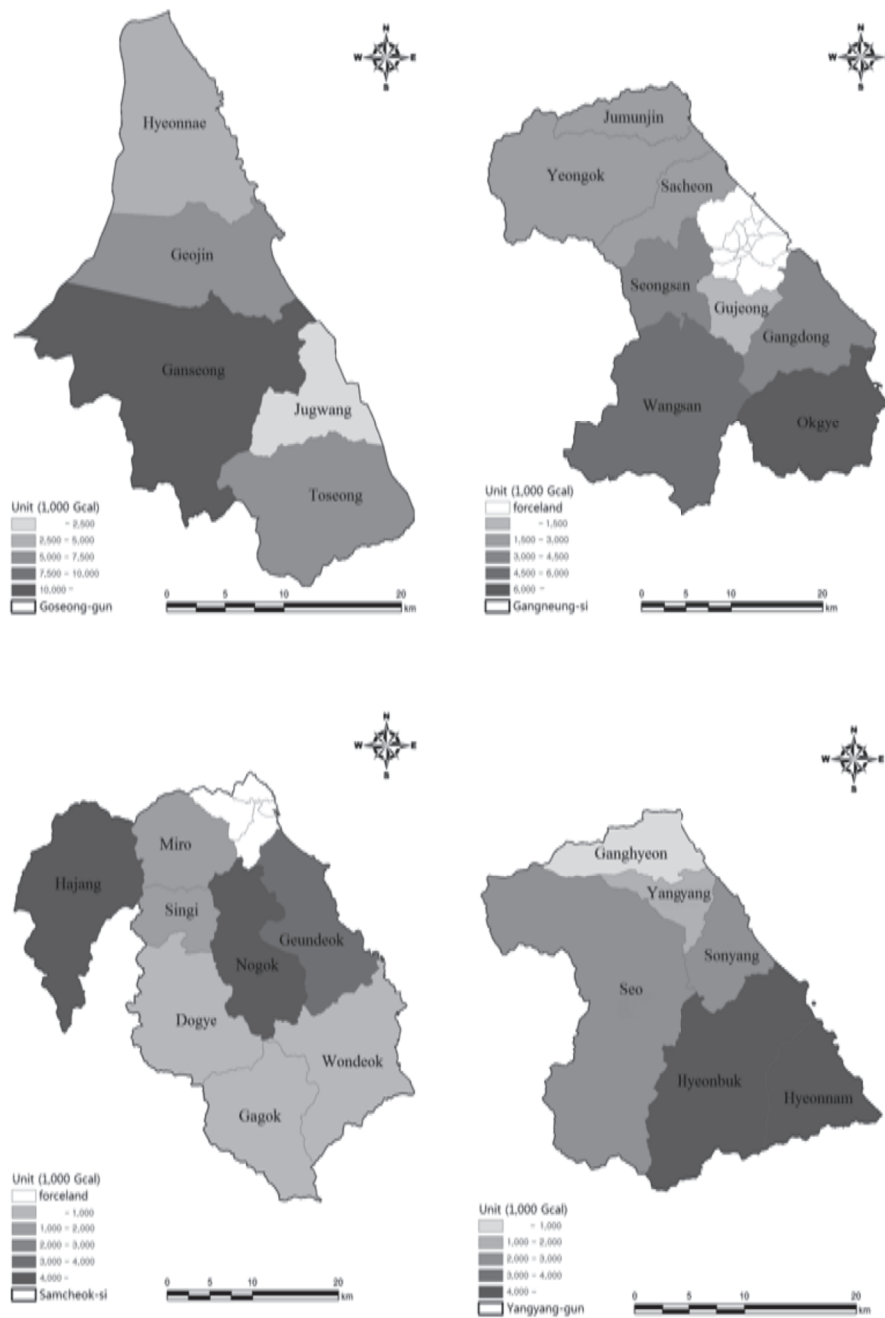 N
W E
S
Hyeonnae
Geojin
Ganseong
Jugwang
Toseong
Unit (1,000 Gcal)
= 2,500
2,500 = 5,000
5,000 = 7,500
7,500 = 10,000
10,000 =
Goseong-gun
0 5 10 20
km
N
W E
S
Jumunjin
Yeongok
Sacheon
Seongsan
Gujeong
Gangdong
Wangsan
Okgye
Unit (1,000 Gcal)
forceland
= 1,500
1,500 = 3,000
3,000 = 4,500
4,500 = 6,000
6,000 =
Gangneung-si
0 5 10 20
km
N
W E
S
Miro
Hajang
Singi
Geundeok
Nogok
Dogye
Wondeok
Gagok
Unit (1,000 Gcal)
forceland
= 1,000
1,000 = 2,000
2,000 = 3,000
3,000 = 4,000
4,000 =
Samcheok-si
0 5 10 20
km
N
W E
S
Ganghyeon
Yangyang
Sonyang
Seo
Hyeonbuk
Hyeonnam
Unit (1,000 Gcal)
= 1,000
1,000 = 2,000
2,000 = 3,000
3,000 = 4,000
4,000 =
Yangyang-gun
0 5 10 20
km